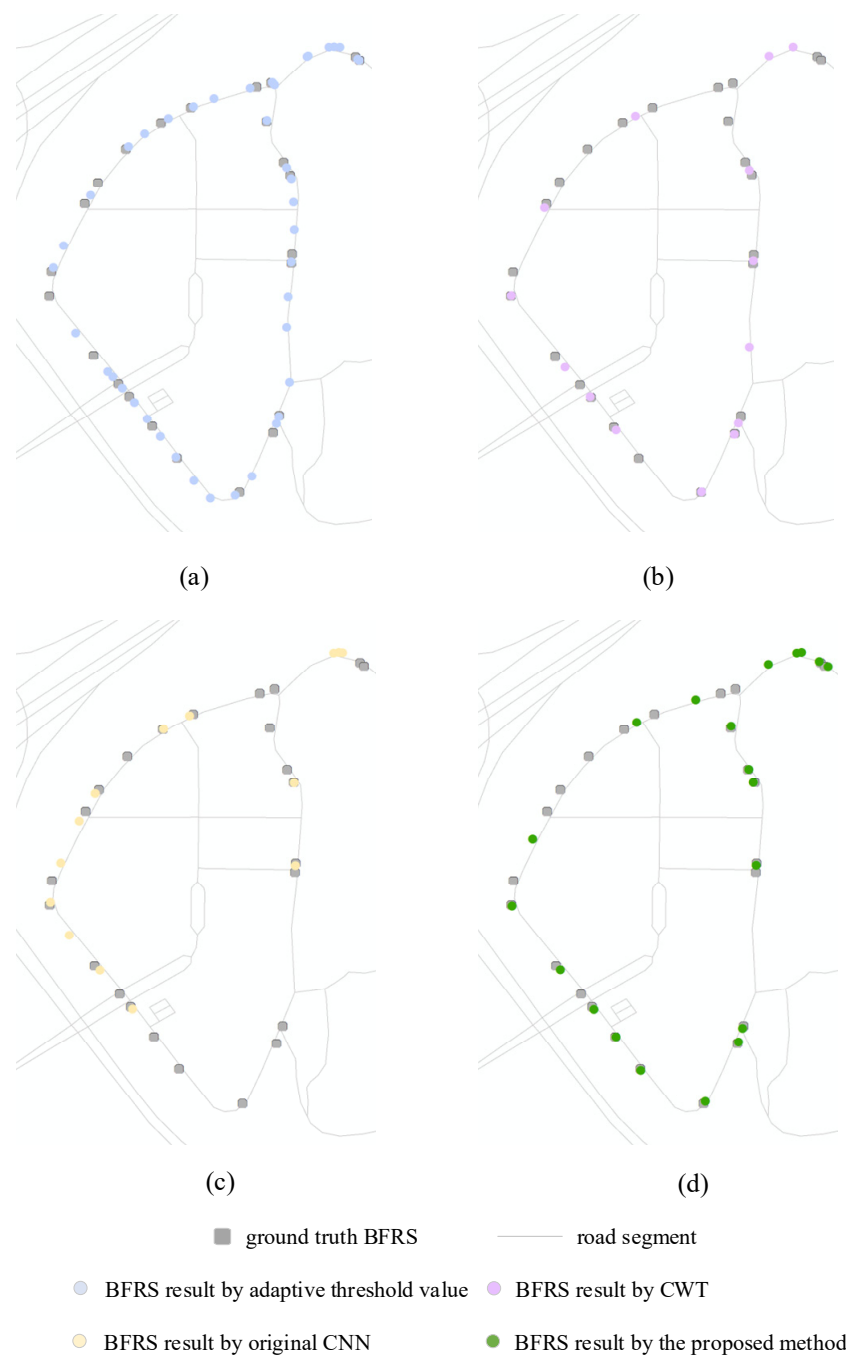 (a)
(b)
(c)
(d)
ground truth BFRS
road segment
BFRS result by adaptive threshold value
BFRS result by CWT
BFRS result by original CNN
BFRS result by the proposed method